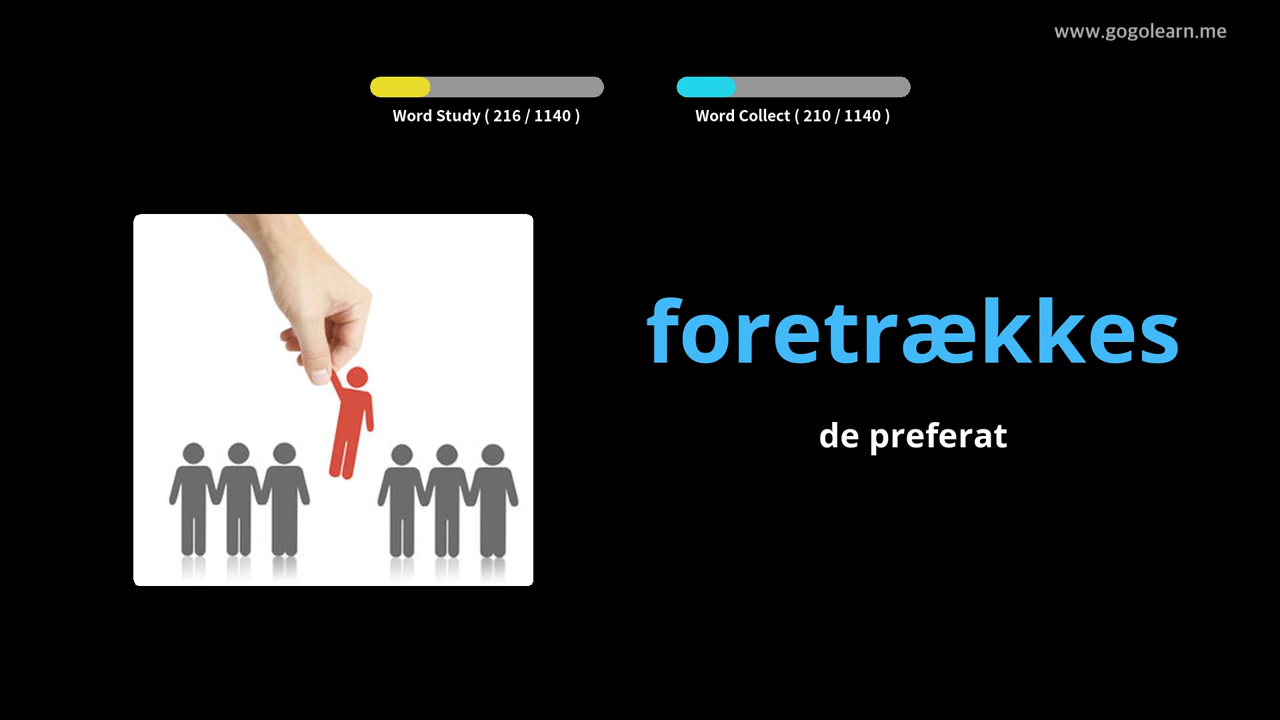 www.gogolearn.me
Word Study ( 216 / 1140 )
Word Collect ( 210 / 1140 )
foretrækkes
de preferat